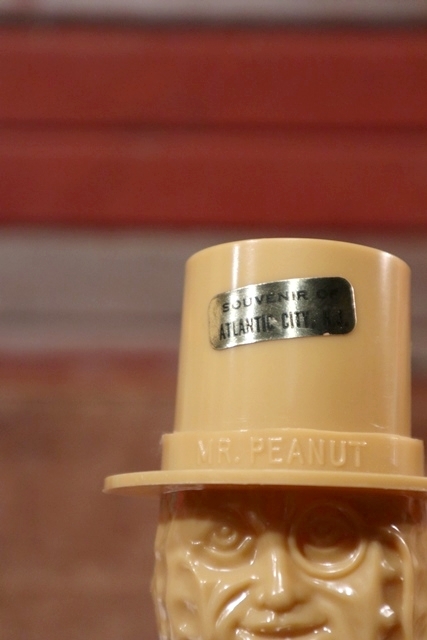 SOUVENIR OF
ATLANTIC CITY, N.J.
MR. PEANUT